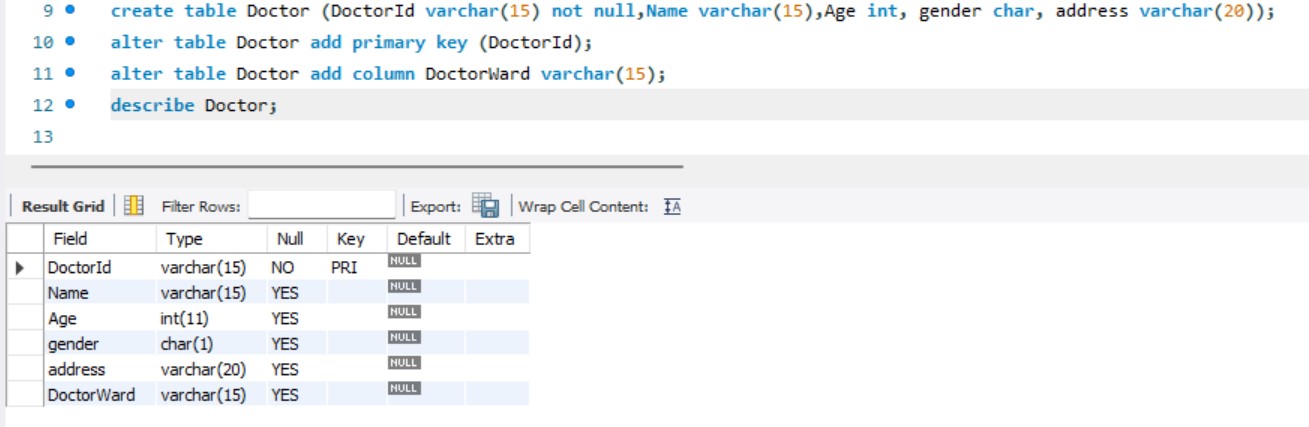 9 create table Doctor (DoctorId varchar(15) not null,Name varchar(15),Age int, gender char, address varchar(20));
10 alter table Doctor add primary key (DoctorId);
11 alter table Doctor add column DoctorWard varchar(15);
12 describe Doctor;
13
Result Grid Filter Rows: Export: Wrap Cell Content: IA
Field Type Null Key Default Extra
DoctorId varchar(15) NO PRI NULL
Name varchar(15) YES NULL
Age int(11) YES NULL
gender char(1) YES NULL
address varchar(20) YES NULL
DoctorWard varchar(15) YES NULL